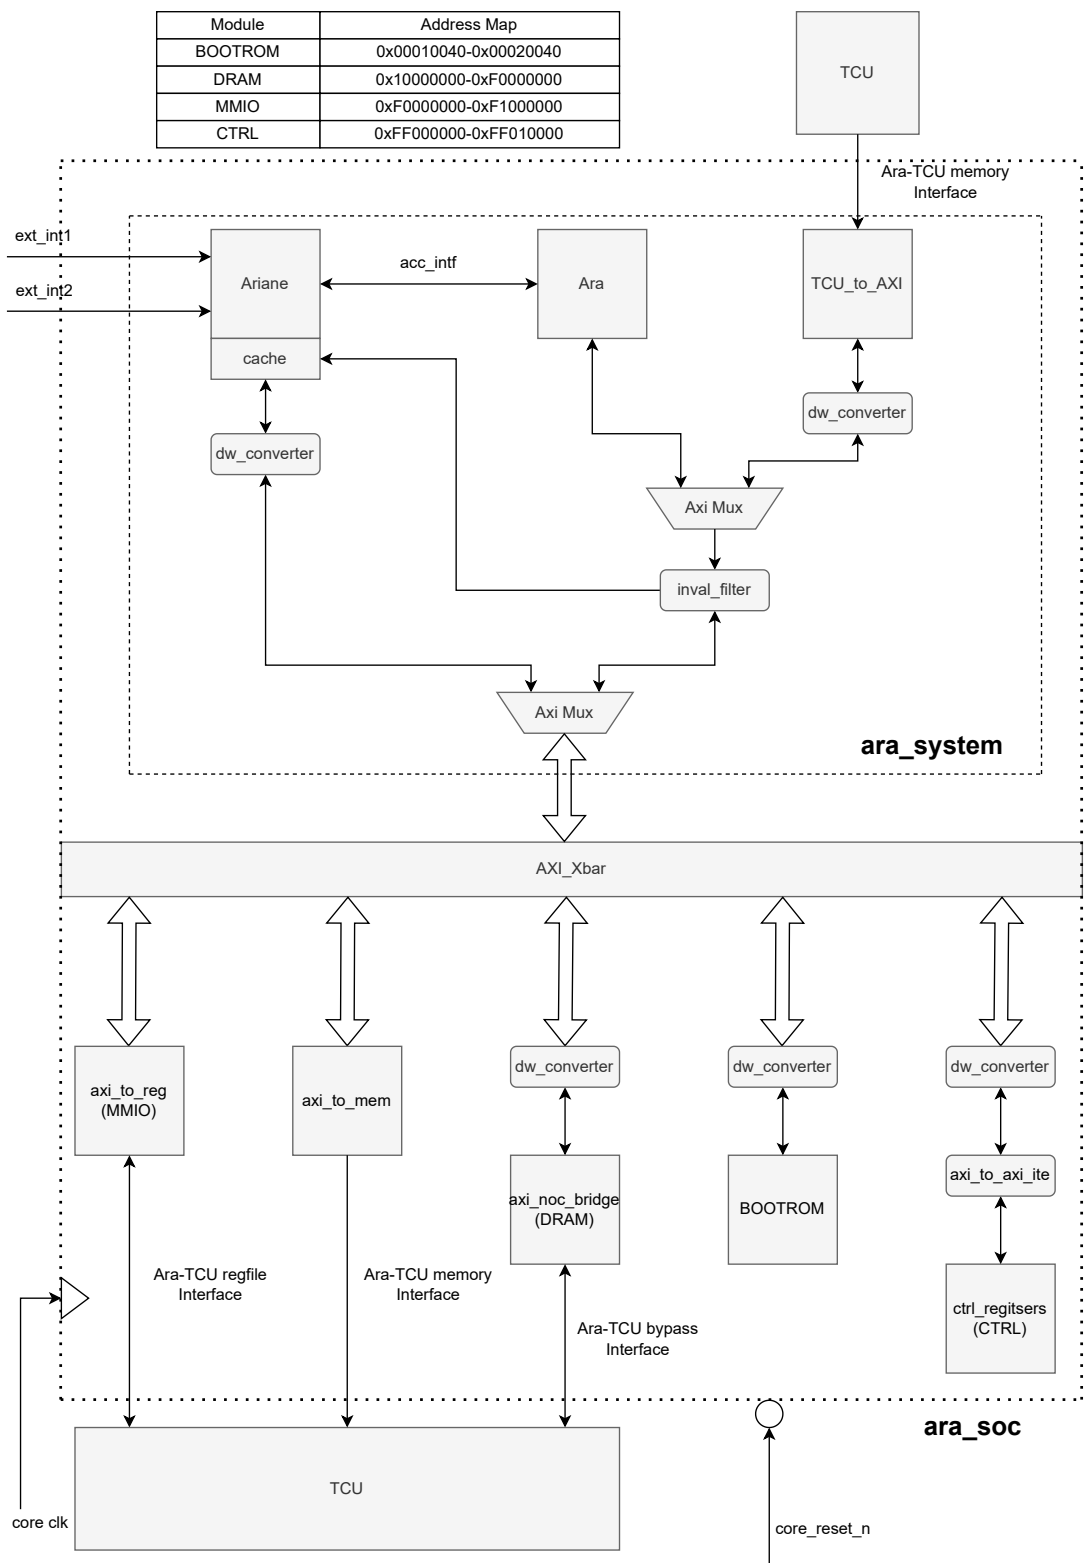 Module Address Map
BOOTROM 0x00010040-0x00020040
DRAM 0x10000000-0xF0000000
MMIO 0xF0000000-0xF1000000
CTRL 0xFF000000-0xFF010000
TCU
Ara-TCU memory
Interface
ext_int1
ext_int2
Ariane
acc_intf
Ara
TCU_to_AXI
cache
dw_converter
dw_converter
Axi Mux
inval_filter
Axi Mux
ara_system
AXI_Xbar
axi_to_reg
(MMIO)
axi_to_mem
dw_converter
dw_converter
dw_converter
axi_noc_bridge
(DRAM)
BOOTROM
axi_to_axi_ite
ctrl_regitsers
(CTRL)
Ara-TCU regfile
Interface
Ara-TCU memory
Interface
Ara-TCU bypass
Interface
ara_soc
TCU
core clk
core_reset_n